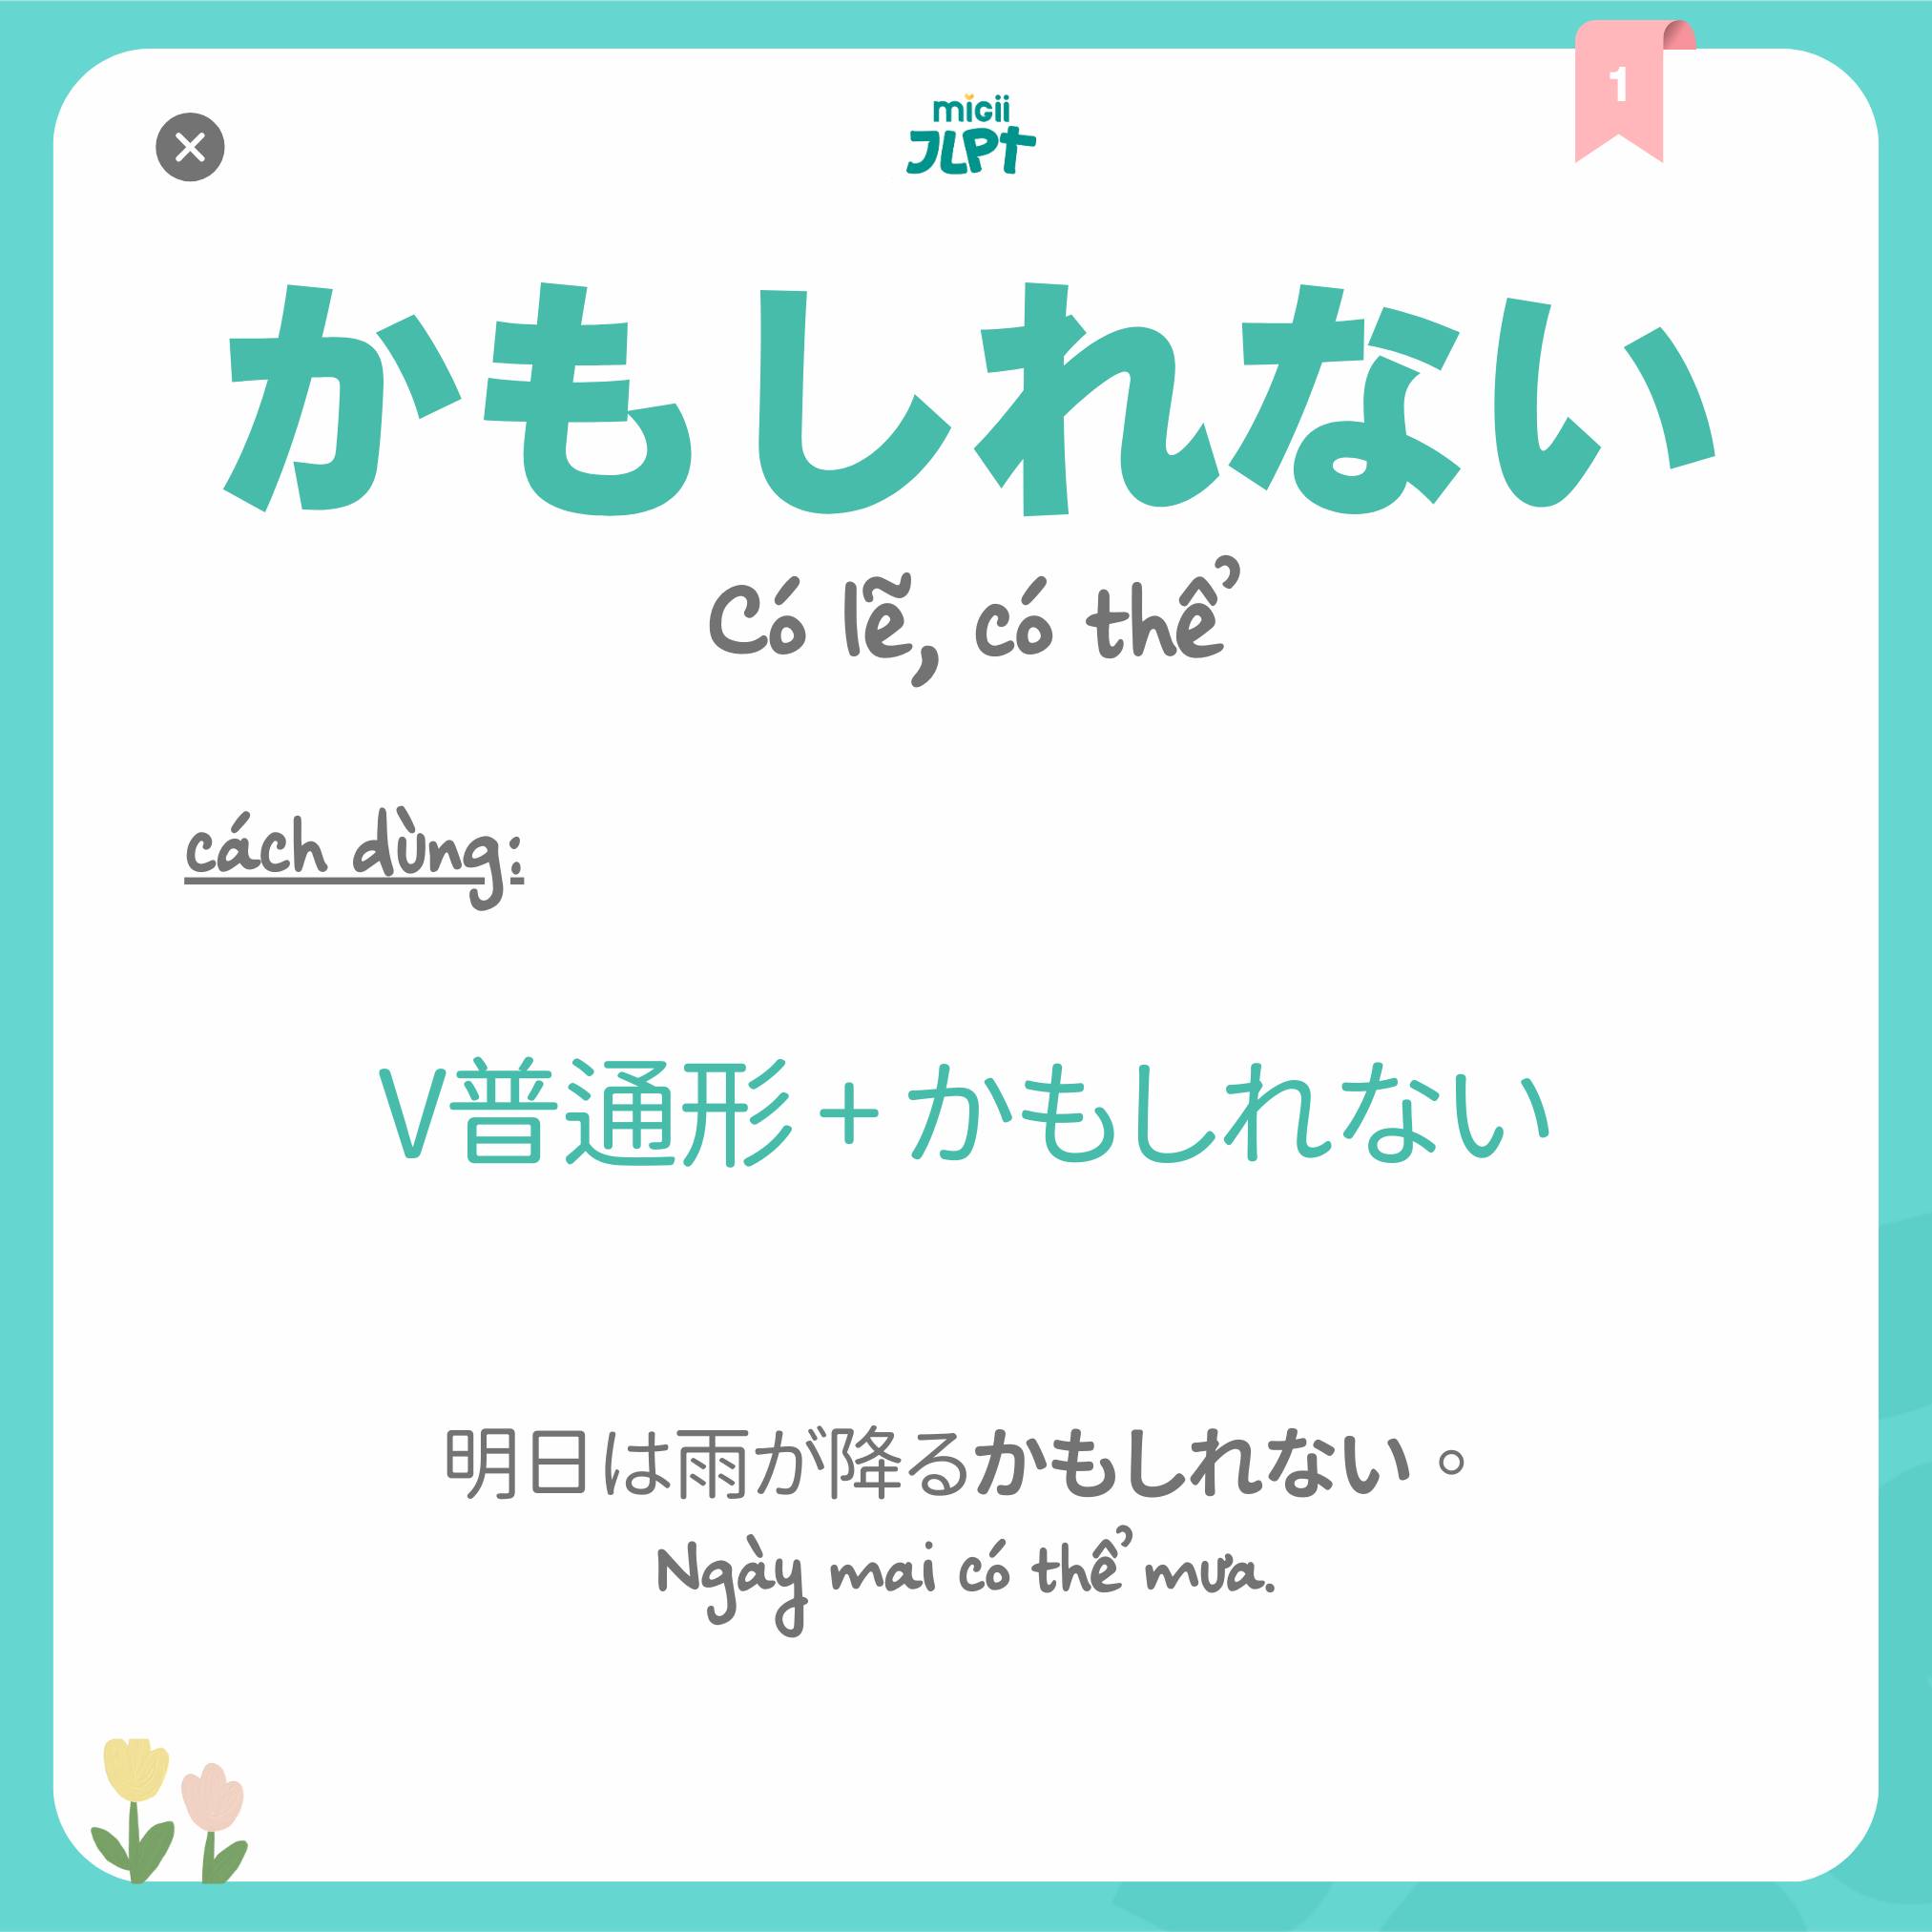 1
migii
JLPT
かもしれない
Có lẽ, có thể
cách dùng:
V普通形 + かもしれない
明日は雨が降るかもしれない。
Ngày mai có thể mưa.